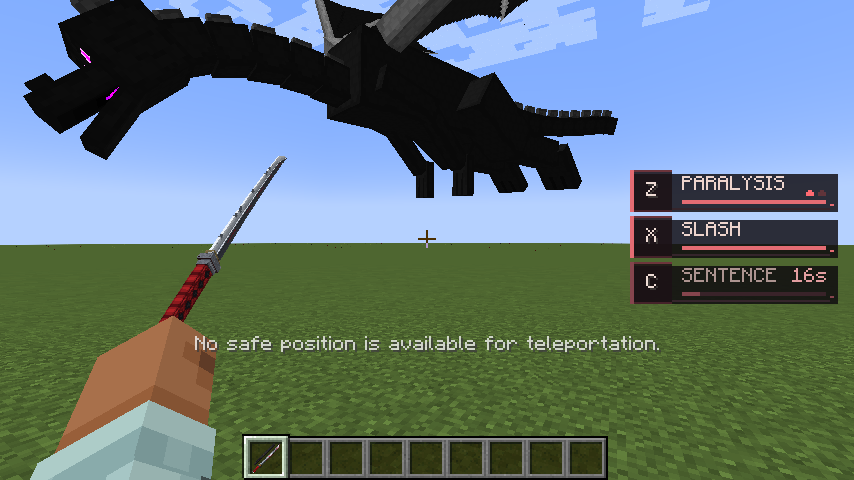 Z PARALYSIS
X SLASH
C SENTENCE 16s
No safe position is available for teleportation.